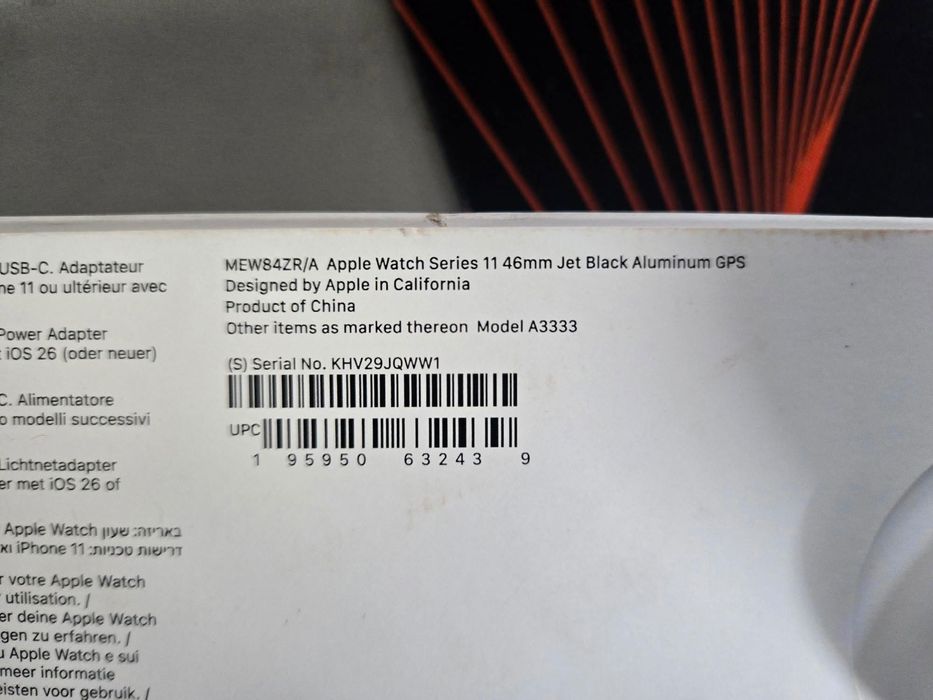 USB-C. Adaptateur
ne 11 ou ultérieur avec
Power Adapter
iOS 26 (oder neuer)
C. Alimentatore
o modelli successivi
Lichtnetadapter
er met iOS 26 of
באריזה: שעון Apple Watch
דרישות טכניות: iPhone 11 וא
r votre Apple Watch
utilisation. /
er deine Apple Watch
gen zu erfahren. /
u Apple Watch e sui
meer informatie
eisten voor gebruik. /
MEW84ZR/A Apple Watch Series 11 46mm Jet Black Aluminum GPS
Designed by Apple in California
Product of China
Other items as marked thereon Model A3333
(S) Serial No. KHV29JQWW1
UPC
1 95950 63243 9